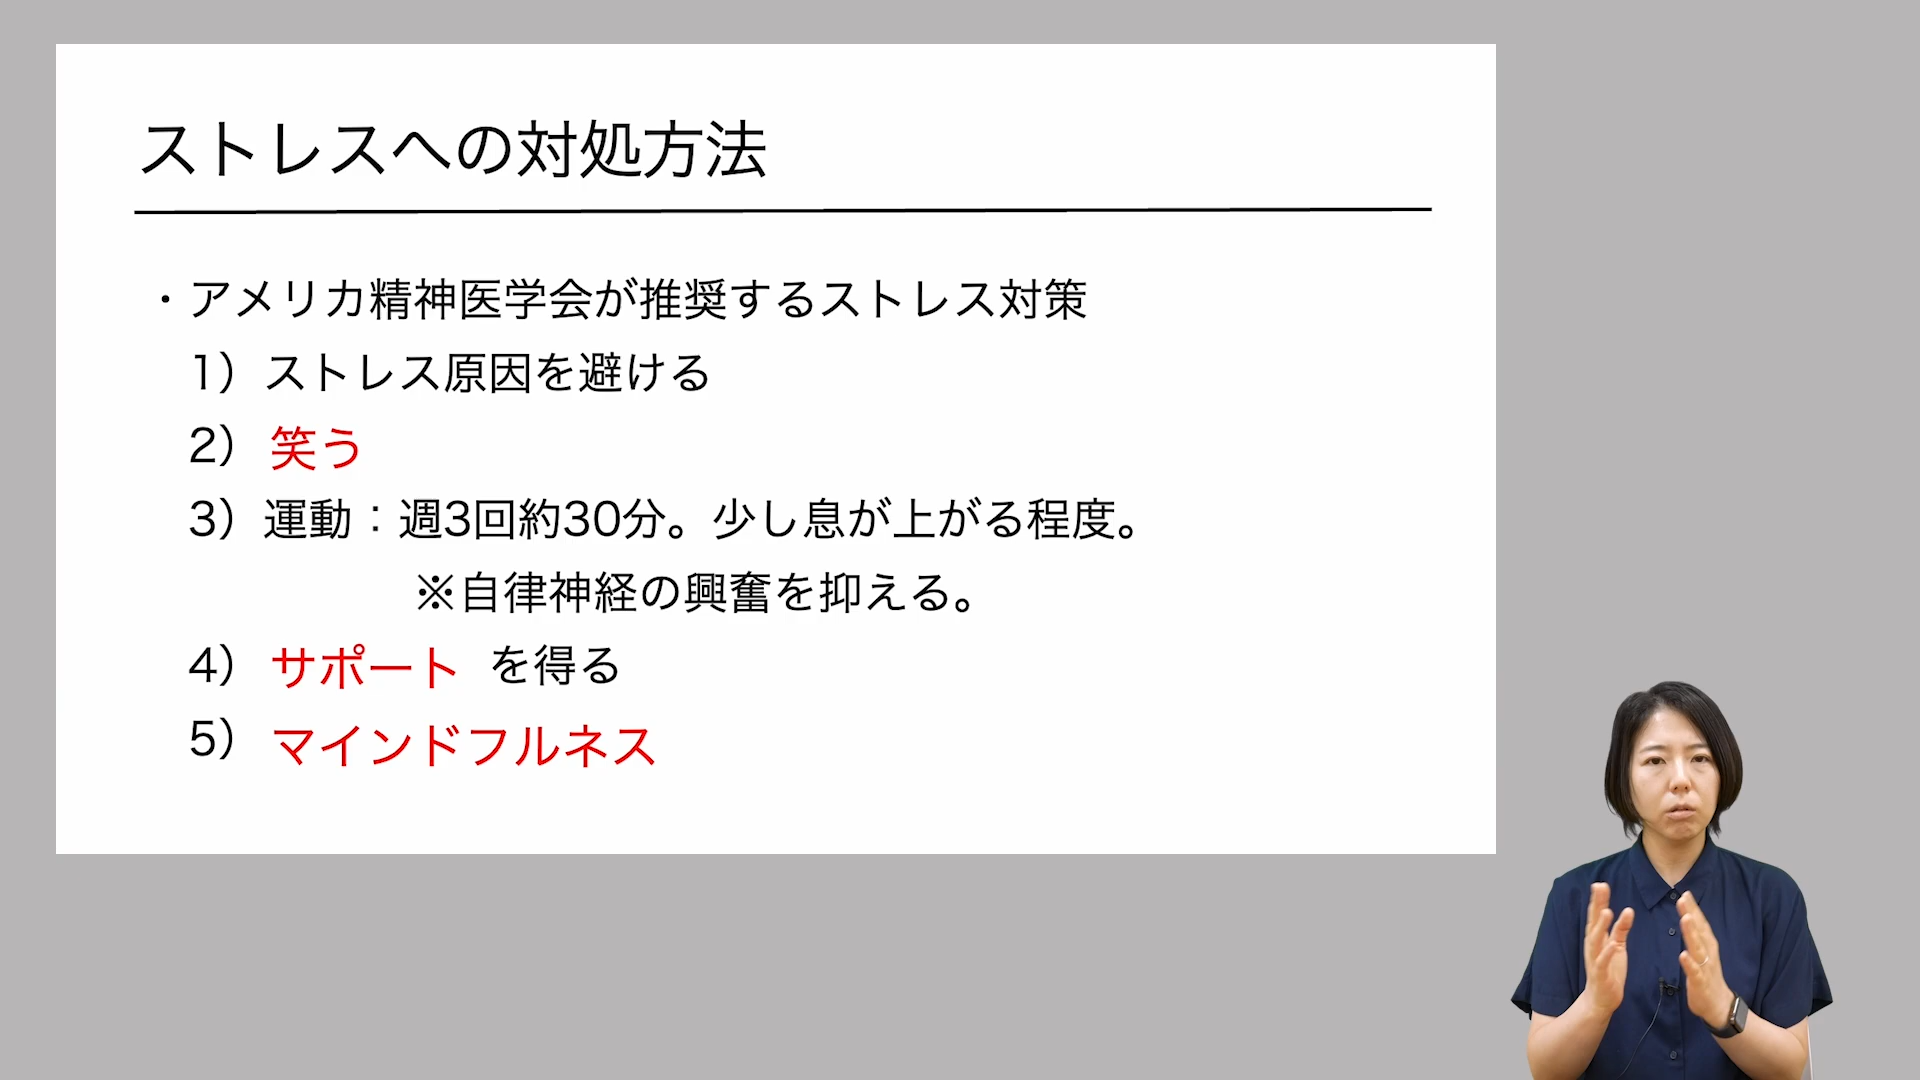 ストレスへの対処方法
・アメリカ精神医学会が推奨するストレス対策
1）ストレス原因を避ける
2）笑う
3）運動：週3回約30分。少し息が上がる程度。
※自律神経の興奮を抑える。
4）サポート を得る
5）マインドフルネス